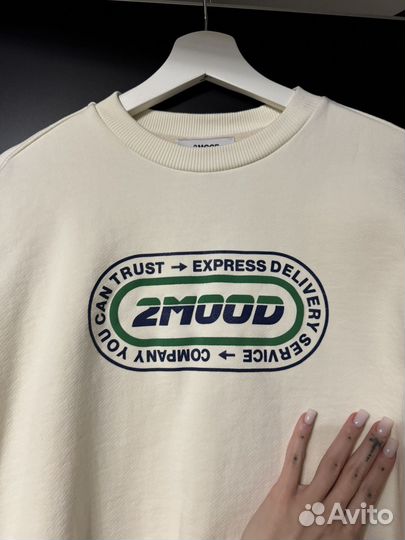 2MOOD
COMPANY YOU CAN TRUST → EXPRESS DELIVERY SERVICE →
2MOOD
Avito